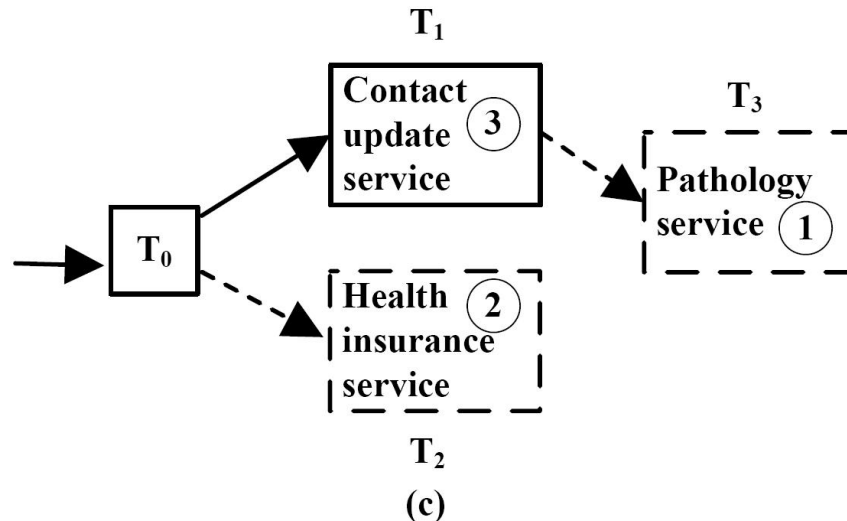 T₁
Contact
update
service
3
T₃
Pathology
service
1
T₀
Health
insurance
service
2
T₂
(c)